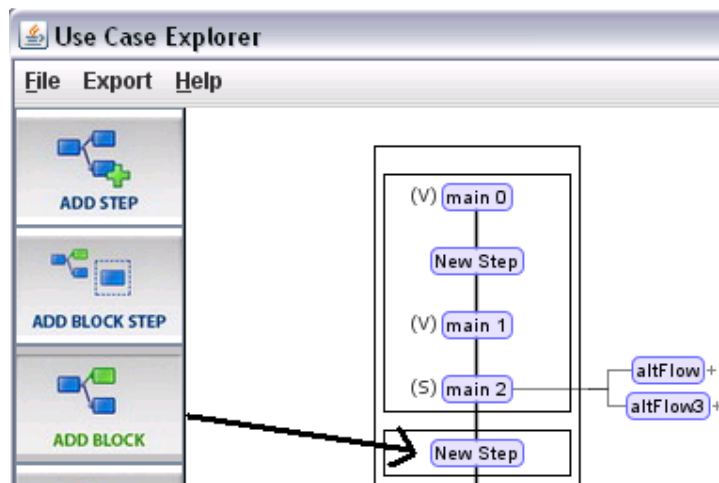 Use Case Explorer
File Export Help
ADD STEP
ADD BLOCK STEP
ADD BLOCK
(V) main 0
New Step
(V) main 1
(S) main 2
altFlow +
altFlow3 +
New Step